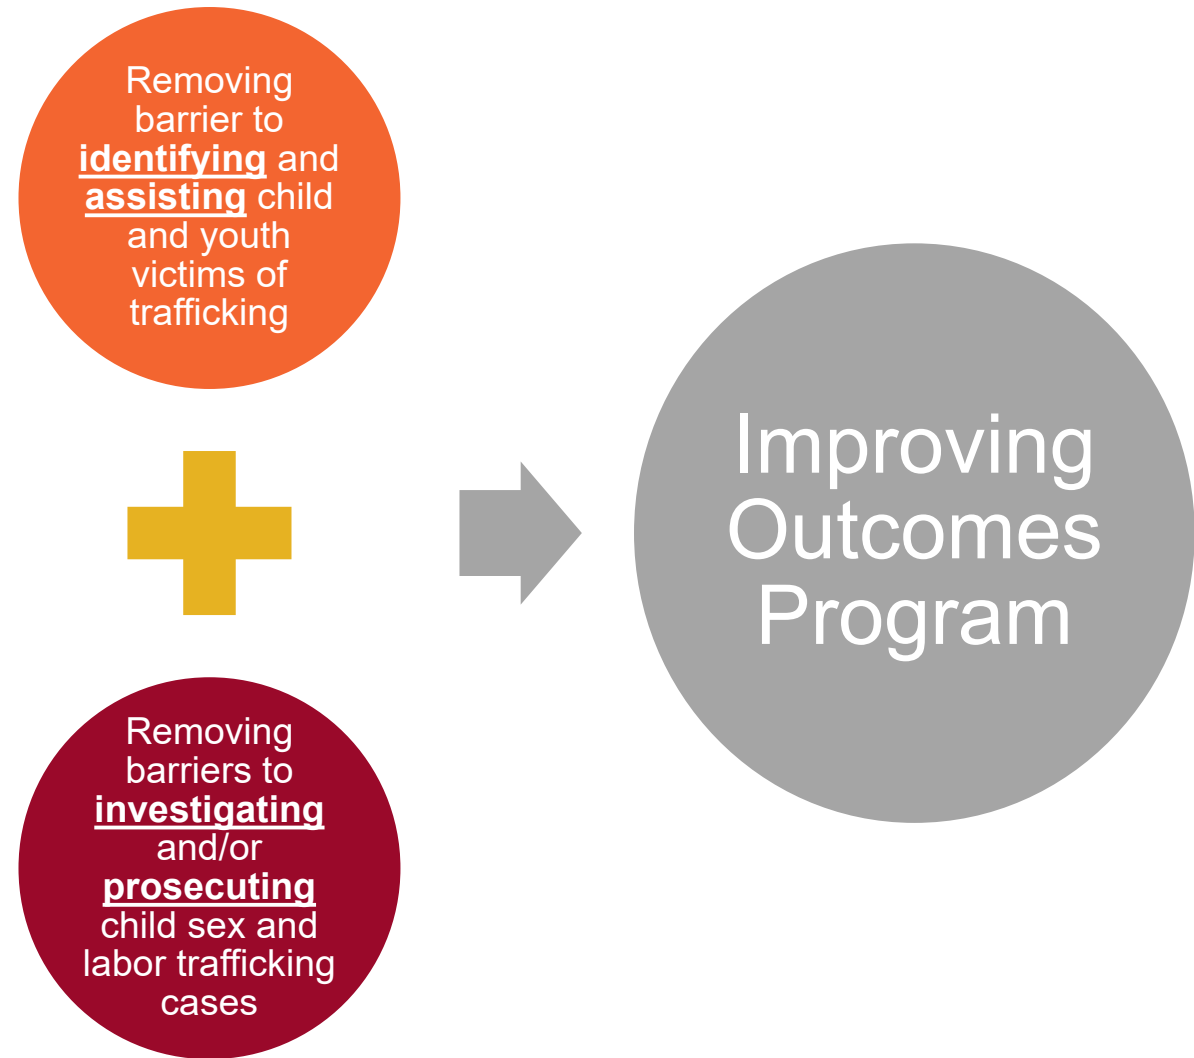 Removing
barrier to
identifying and
assisting child
and youth
victims of
trafficking
Removing
barriers to
investigating
and/or
prosecuting
child sex and
labor trafficking
cases
Improving
Outcomes
Program